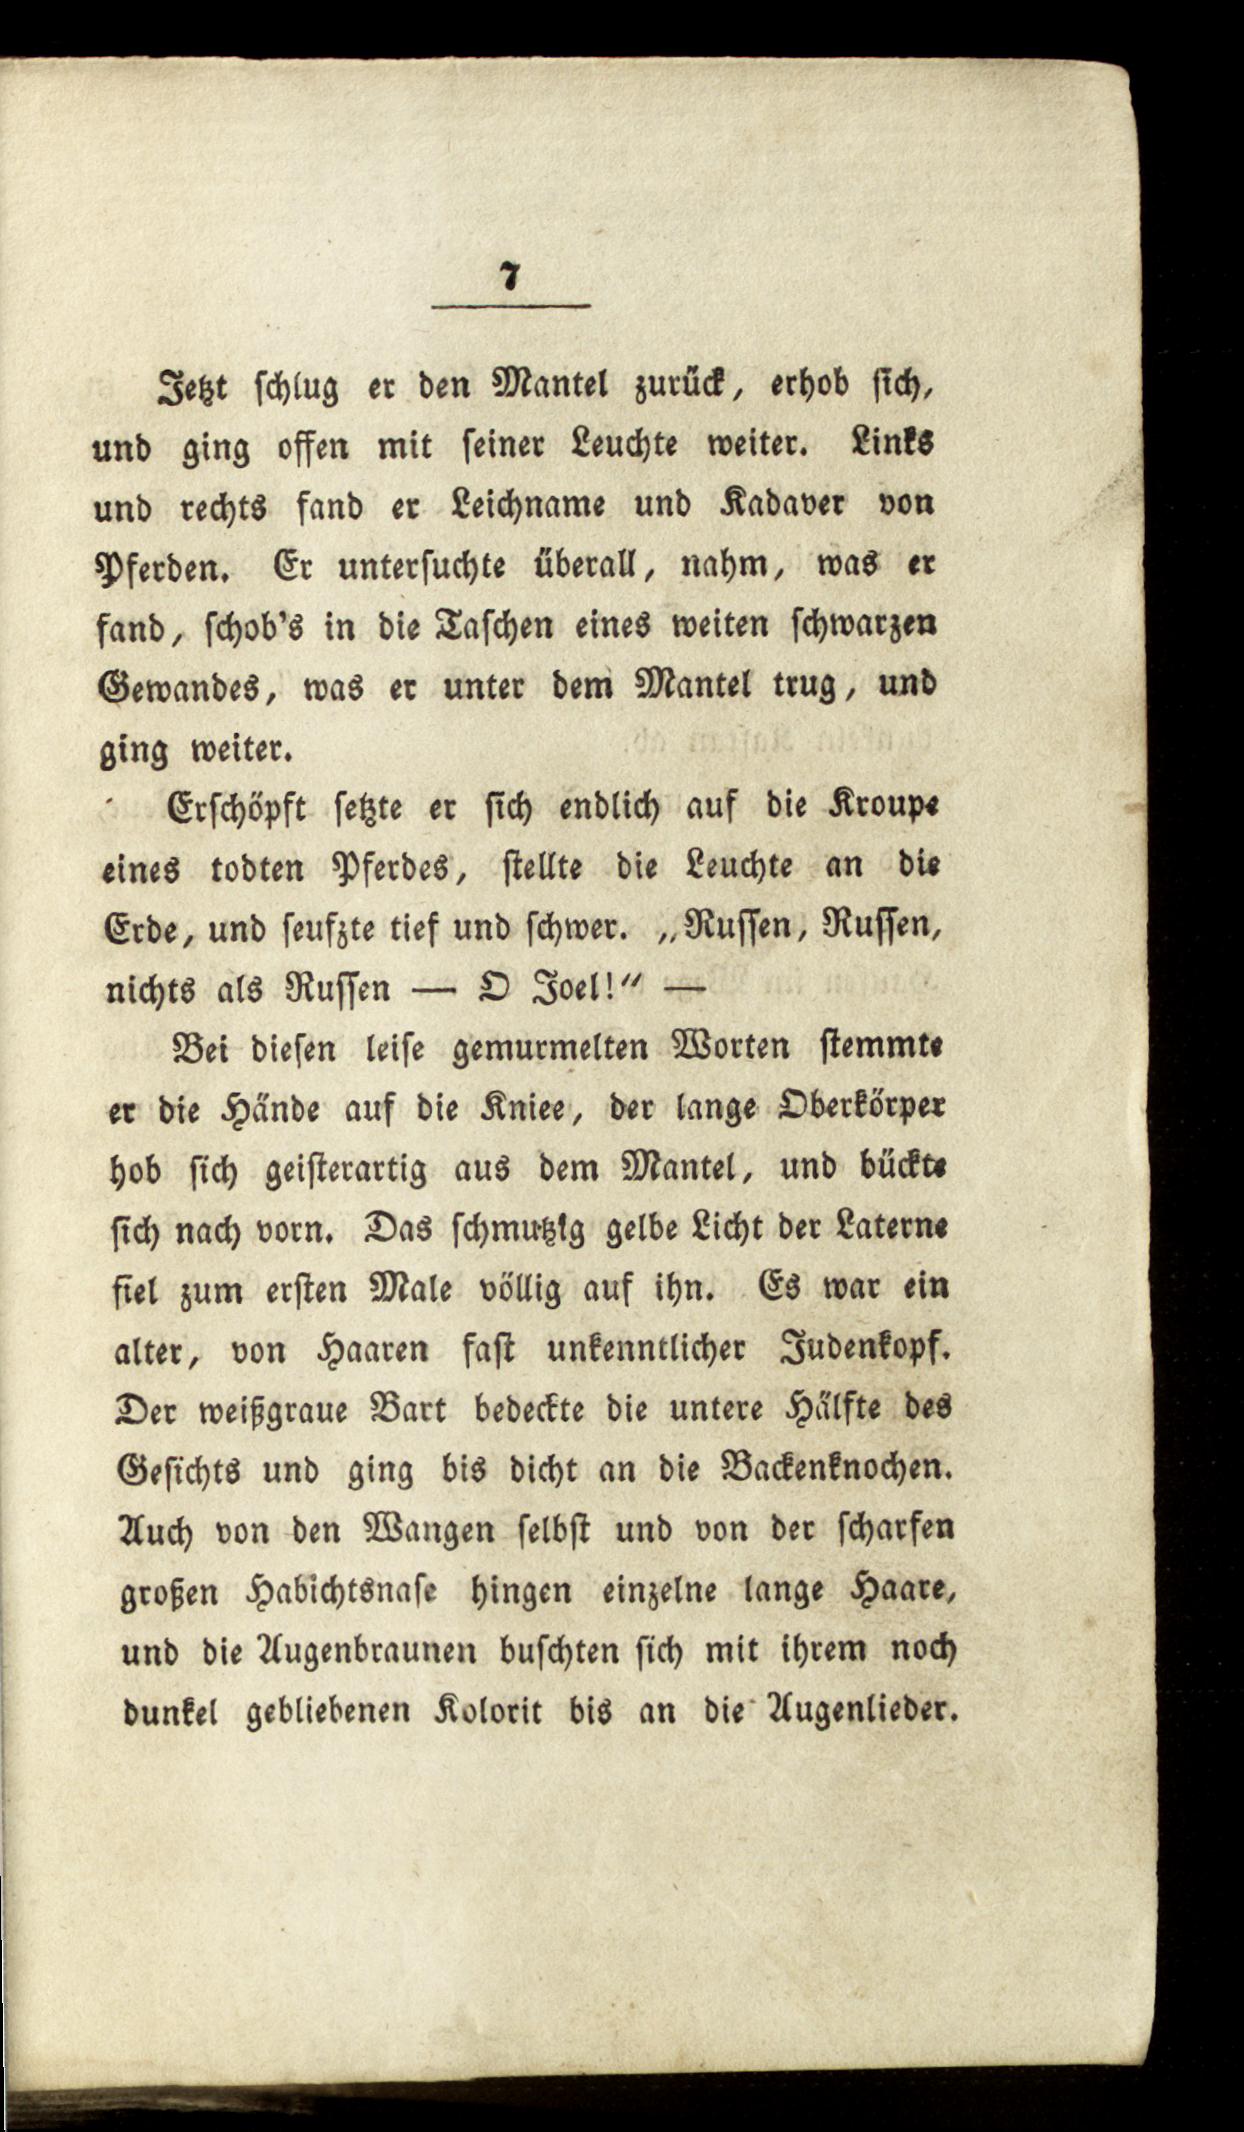 7
Jetzt schlug er den Mantel zurück, erhob sich,
und ging offen mit seiner Leuchte weiter. Links
und rechts fand er Leichname und Kadaver von
Pferden. Er untersuchte überall, nahm, was er
fand, schob's in die Taschen eines weiten schwarzen
Gewandes, was er unter dem Mantel trug, und
ging weiter.
Erschöpft setzte er sich endlich auf die Kroupe
eines todten Pferdes, stellte die Leuchte an die
Erde, und seufzte tief und schwer. „Russen, Russen,
nichts als Russen — O Joel!“ —
Bei diesen leise gemurmelten Worten stemmte
er die Hände auf die Kniee, der lange Oberkörper
hob sich geisterartig aus dem Mantel, und bückte
sich nach vorn. Das schmutzig gelbe Licht der Laterne
fiel zum ersten Male völlig auf ihn. Es war ein
alter, von Haaren fast unkenntlicher Judenkopf.
Der weißgraue Bart bedeckte die untere Hälfte des
Gesichts und ging bis dicht an die Backenknochen.
Auch von den Wangen selbst und von der scharfen
großen Habichtsnase hingen einzelne lange Haare,
und die Augenbraunen buschten sich mit ihrem noch
dunkel gebliebenen Kolorit bis an die Augenlieder.